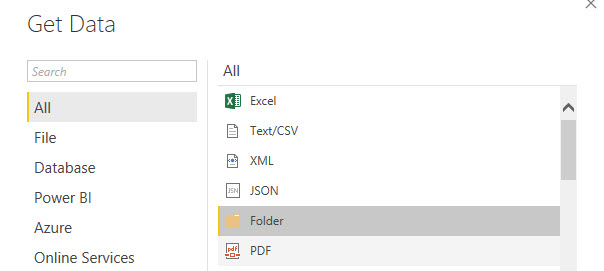 Get Data
Search
All
File
Database
Power BI
Azure
Online Services
All
Excel
Text/CSV
XML
JSON
Folder
PDF